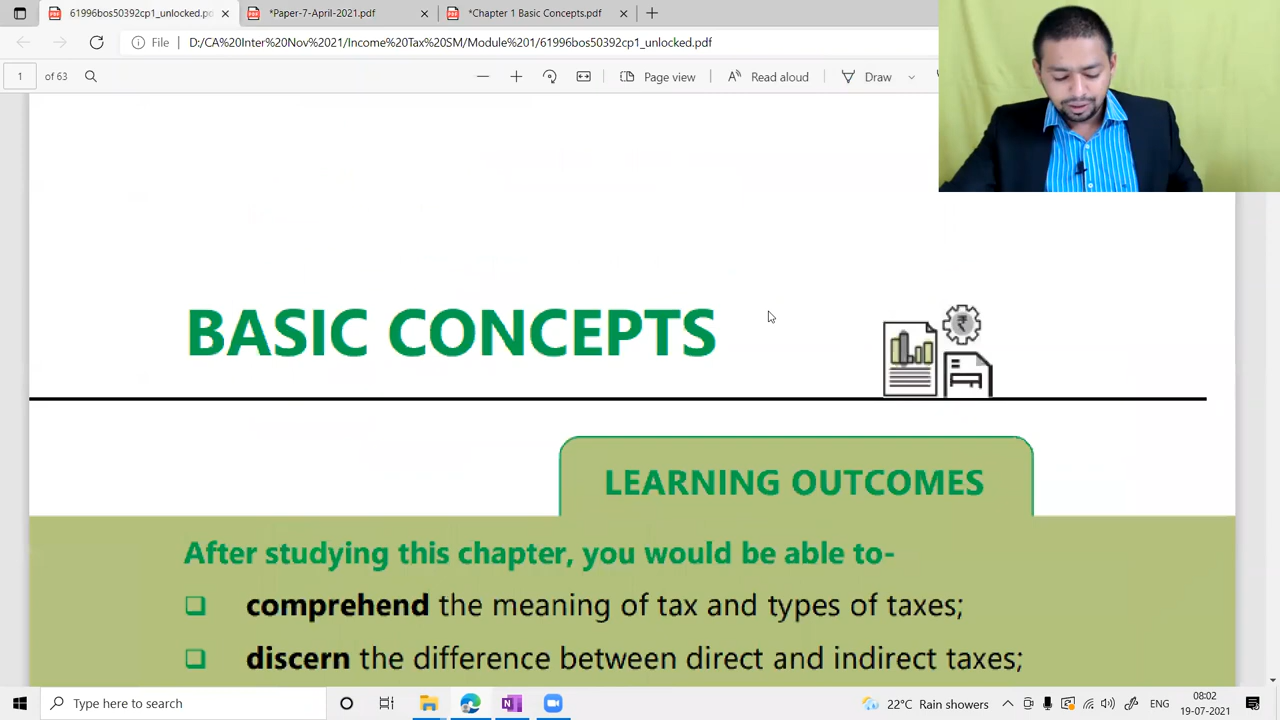 61996bos50392cp1_unlocked.pd
*Paper-7-April-2021.pdf
*Chapter 1 Basic Concepts.pdf
File
D:/CA%20Inter%20Nov%2021/Income%20Tax%20SM/Module%201/61996bos50392cp1_unlocked.pdf
1 of 63
Page view
Read aloud
Draw
BASIC CONCEPTS
₹
LEARNING OUTCOMES
After studying this chapter, you would be able to-
comprehend the meaning of tax and types of taxes;
discern the difference between direct and indirect taxes;
Type here to search
22°C Rain showers
ENG
08:02
19-07-2021